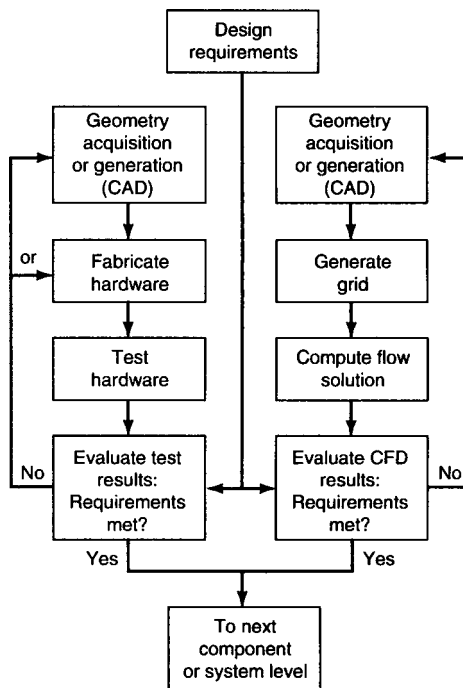 Design
requirements
Geometry
acquisition
or generation
(CAD)
Geometry
acquisition
or generation
(CAD)
or
Fabricate
hardware
Generate
grid
Test
hardware
Compute flow
solution
No
Evaluate test
results:
Requirements
met?
Evaluate CFD
results:
Requirements
met?
No
Yes
Yes
To next
component
or system level